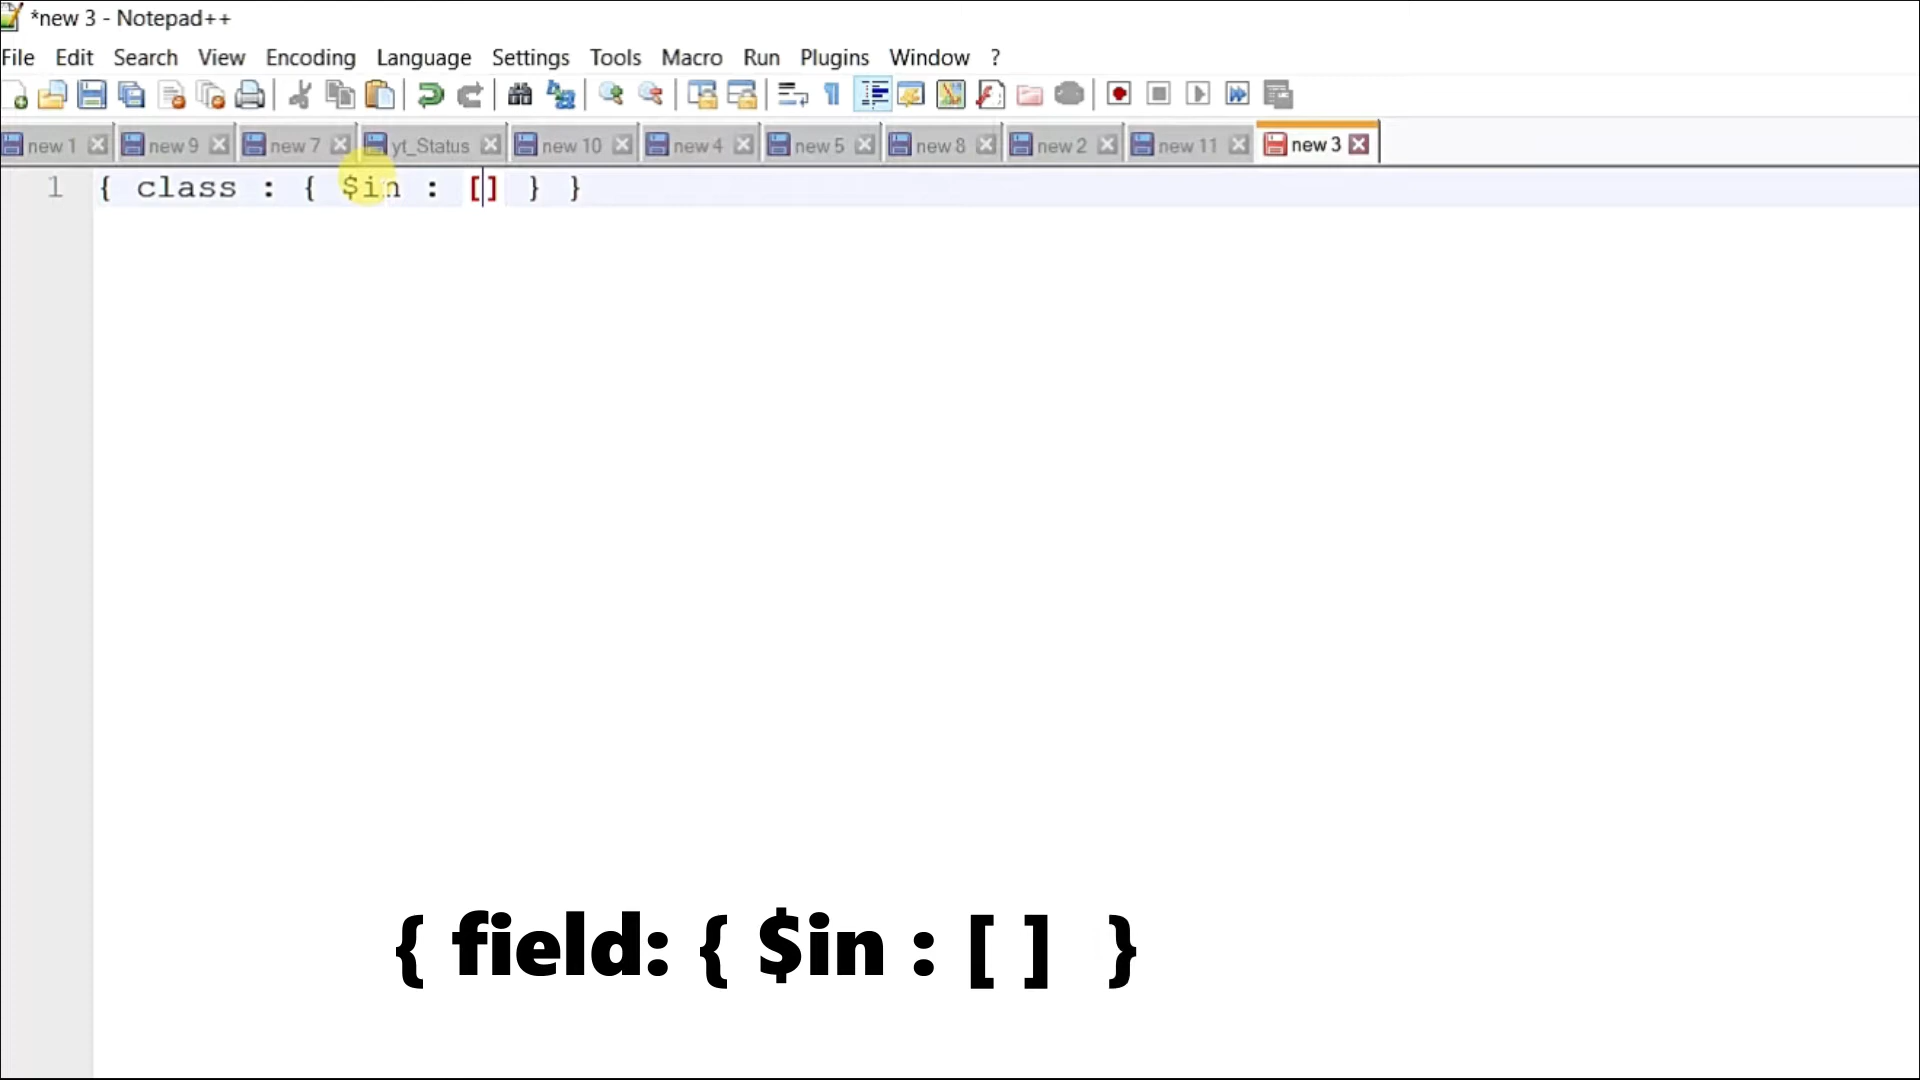 *new 3 - Notepad++
File Edit Search View Encoding Language Settings Tools Macro Run Plugins Window ?
new 1 new 9 new 7 yt_Status new 10 new 4 new 5 new 8 new 2 new 11 new 3
1 { class : { $in : [] } }
{ field: { $in : [ ] }